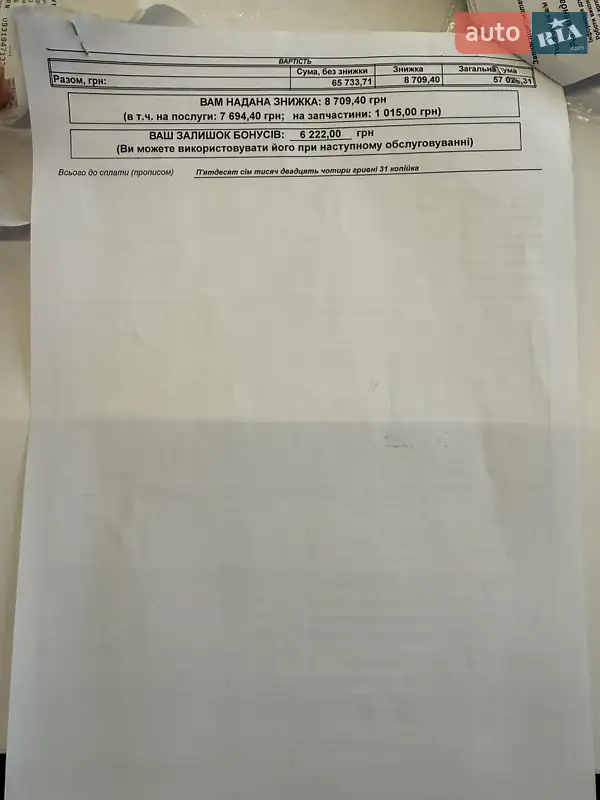 auto RIA .com
ВАРТІСТЬ
Сума, без знижки Знижка Загальна сума
Разом, грн: 65 733,71 8 709,40 57 024,31
ВАМ НАДАНА ЗНИЖКА: 8 709,40 грн
(в т.ч. на послуги: 7 694,40 грн; на запчастини: 1 015,00 грн)
ВАШ ЗАЛИШОК БОНУСІВ: 6 222,00 грн
(Ви можете використовувати його при наступному обслуговуванні)
Всього до сплати (прописом) П'ятдесят сім тисяч двадцять чотири гривні 31 копійка